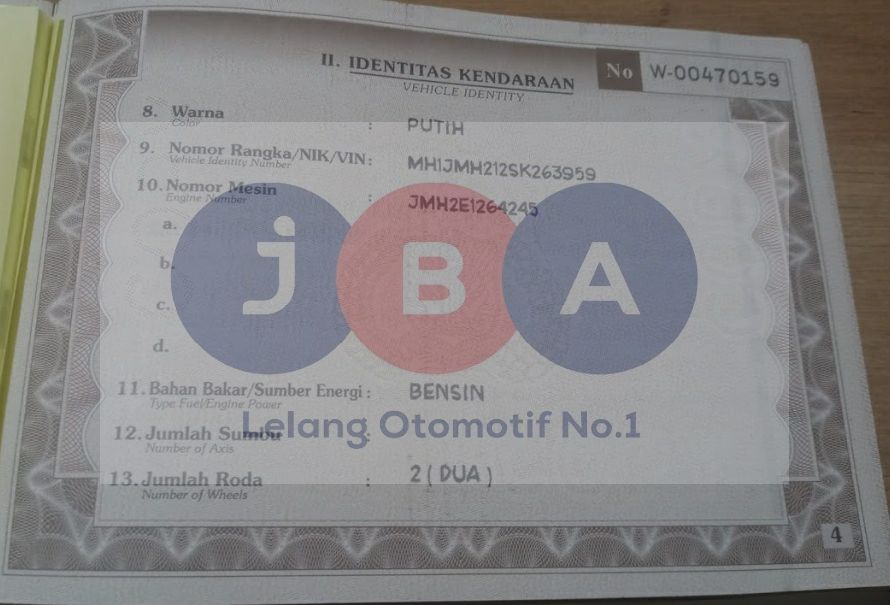 II. IDENTITAS KENDARAAN
VEHICLE IDENTITY
No W-00470159
8. Warna : PUTIH
Color
9. Nomor Rangka/NIK/VIN : MH1JMH212SK263959
Vehicle Identity Number
10. Nomor Mesin : JMH2E1264245
Engine Number
a.
b.
c.
d.
jBA
11. Bahan Bakar/Sumber Energi : BENSIN
Type Fuel/Engine Power
Lelang Otomotif No.1
12. Jumlah Sumbu :
Number of Axis
13. Jumlah Roda : 2 ( DUA )
Number of Wheels
4